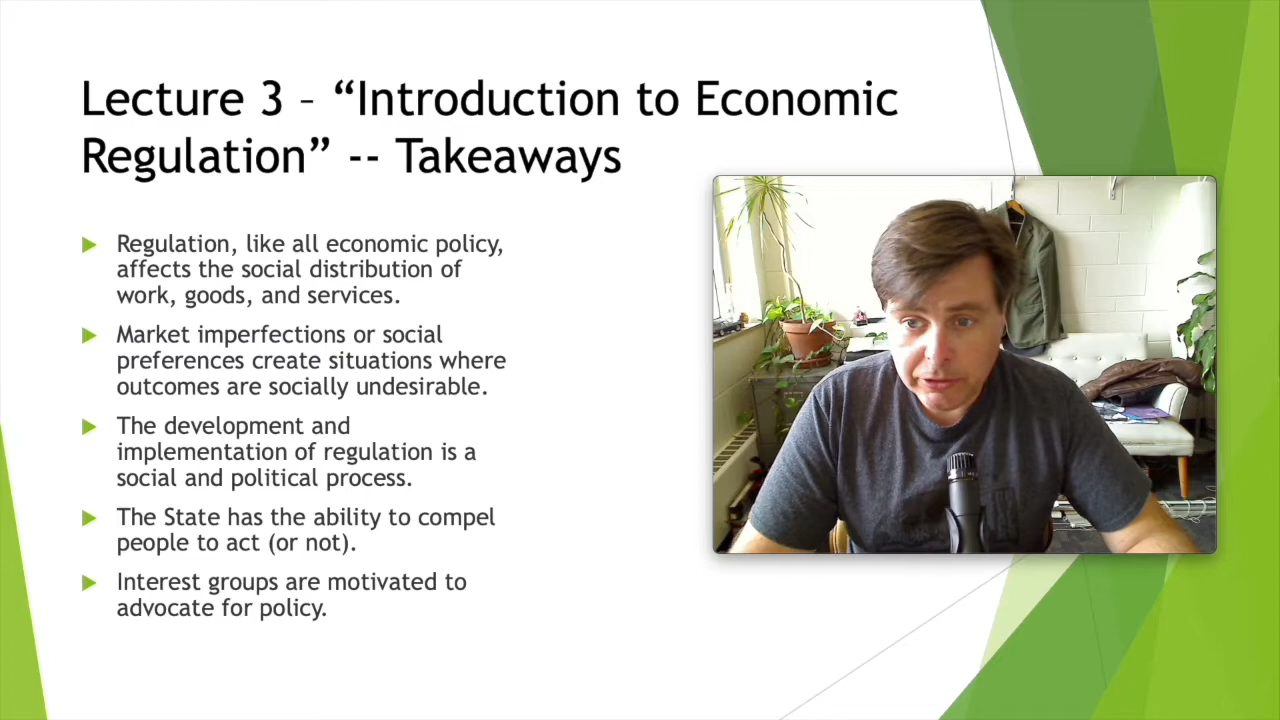 Lecture 3 – “Introduction to Economic
Regulation” -- Takeaways
Regulation, like all economic policy,
affects the social distribution of
work, goods, and services.
Market imperfections or social
preferences create situations where
outcomes are socially undesirable.
The development and
implementation of regulation is a
social and political process.
The State has the ability to compel
people to act (or not).
Interest groups are motivated to
advocate for policy.